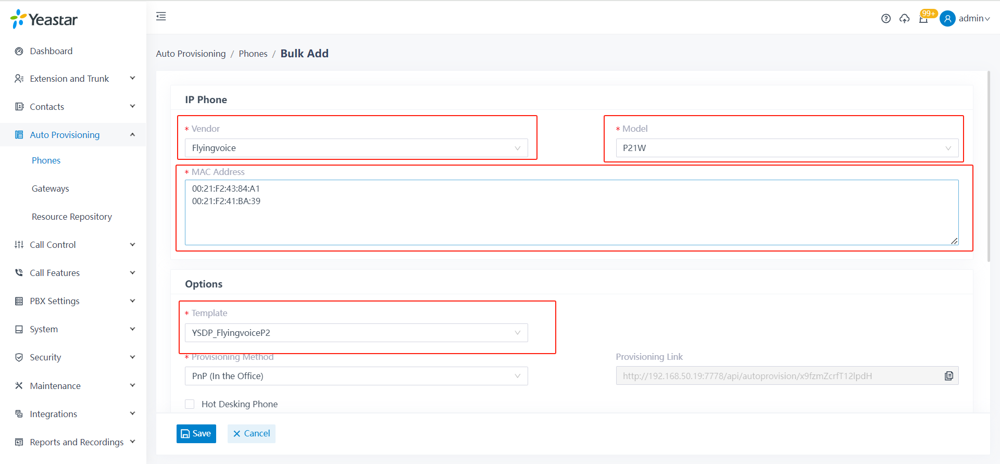 Yeastar
99+
admin
Dashboard
Extension and Trunk
Contacts
Auto Provisioning
Phones
Gateways
Resource Repository
Call Control
Call Features
PBX Settings
System
Security
Maintenance
Integrations
Reports and Recordings
Auto Provisioning / Phones / Bulk Add
IP Phone
* Vendor
Flyingvoice
* Model
P21W
* MAC Address
00:21:F2:43:84:A1
00:21:F2:41:BA:39
Options
* Template
YSDP_FlyingvoiceP2
* Provisioning Method
PnP (In the Office)
Provisioning Link
http://192.168.50.19:7778/api/autoprovision/x9fzmZcrfT12lpdH
Hot Desking Phone
Save
Cancel